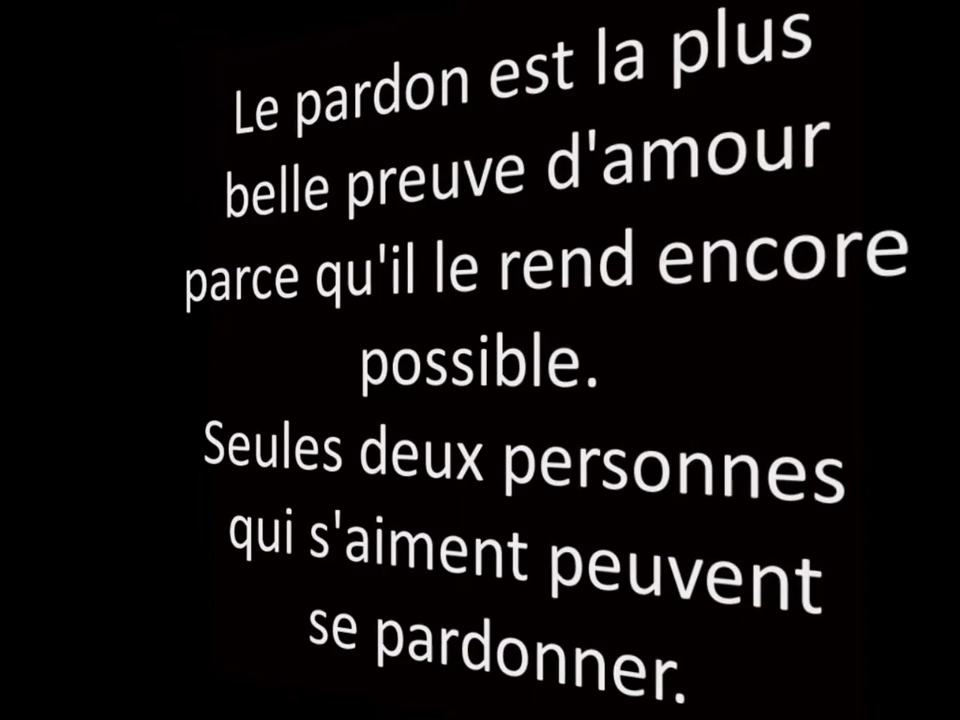 Le pardon est la plus
belle preuve d'amour
parce qu'il le rend encore
possible.
Seules deux personnes
qui s'aiment peuvent
se pardonner.